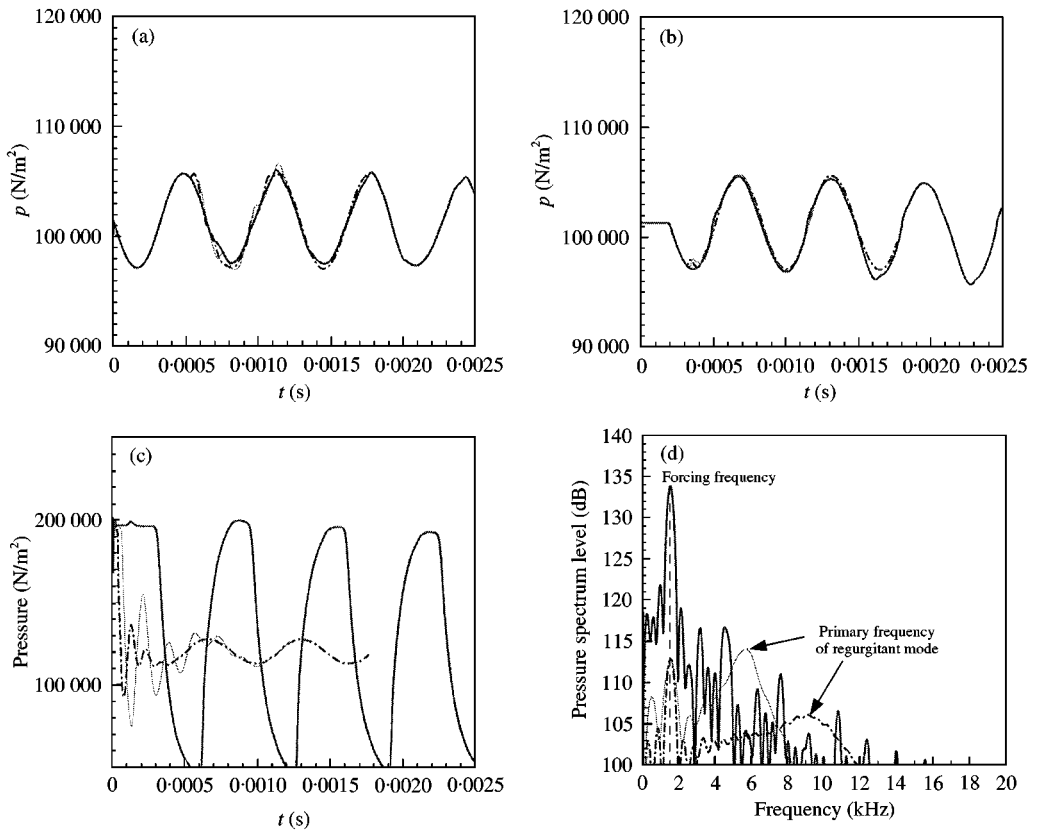 120 000
(a)
110 000
p (N/m²)
100 000
90 000
0 0·0005 0·0010 0·0015 0·0020 0·0025
t (s)
120 000
(b)
110 000
p (N/m²)
100 000
90 000
0 0·0005 0·0010 0·0015 0·0020 0·0025
t (s)
(c)
200 000
Pressure (N/m²)
100 000
0 0·0005 0·0010 0·0015 0·0020 0·0025
t (s)
140
(d)
Forcing frequency
135
130
125
Pressure spectrum level (dB)
120
115
Primary frequency
of regurgitant mode
110
105
100
0 2 4 6 8 10 12 14 16 18 20
Frequency (kHz)